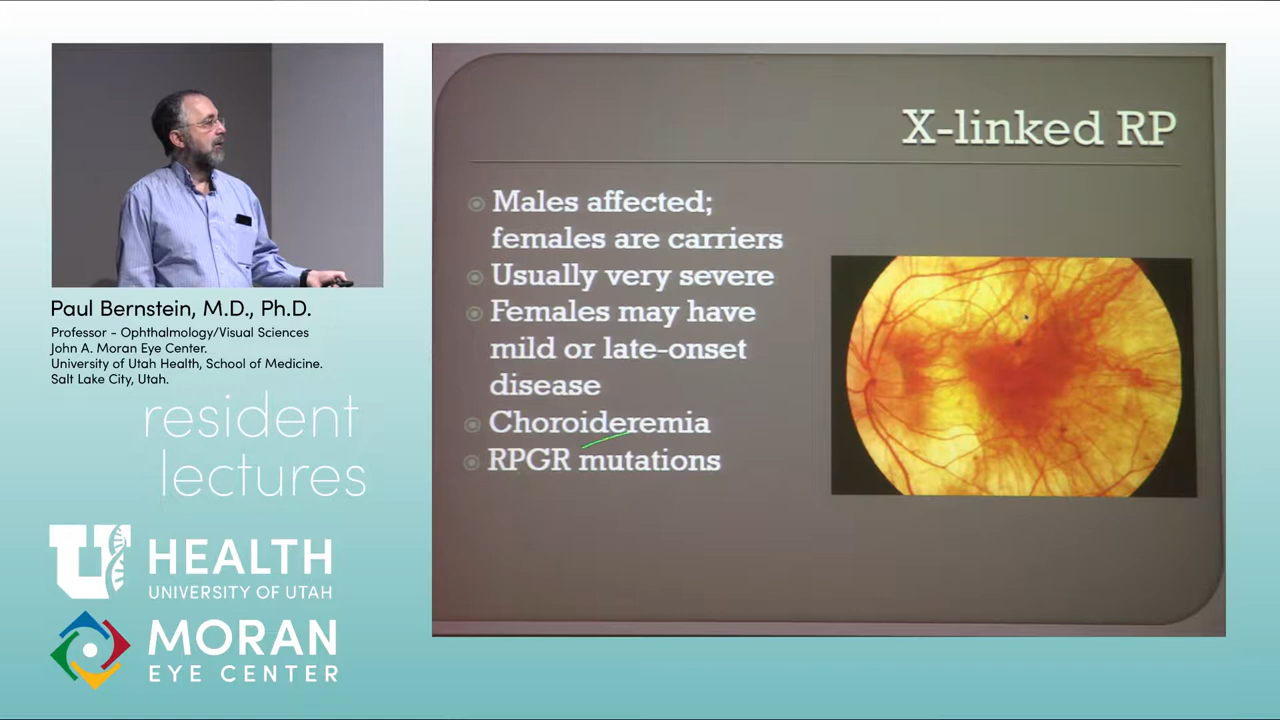 X-linked RP
Males affected;
females are carriers
Usually very severe
Females may have
mild or late-onset
disease
Choroideremia
RPGR mutations
Paul Bernstein, M.D., Ph.D.
Professor - Ophthalmology/Visual Sciences
John A. Moran Eye Center.
University of Utah Health, School of Medicine.
Salt Lake City, Utah.
resident
lectures
U HEALTH
UNIVERSITY OF UTAH
MORAN
EYE CENTER